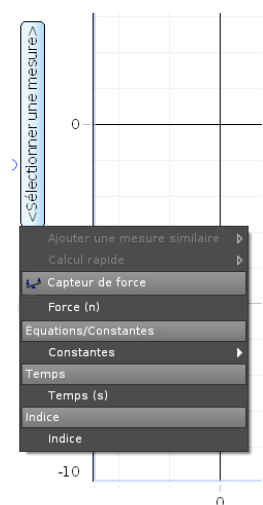 <Sélectionner une mesure>
0
Ajouter une mesure similaire
Calcul rapide
Capteur de force
Force (n)
Équations/Constantes
Constantes
Temps
Temps (s)
Indice
Indice
-10
0